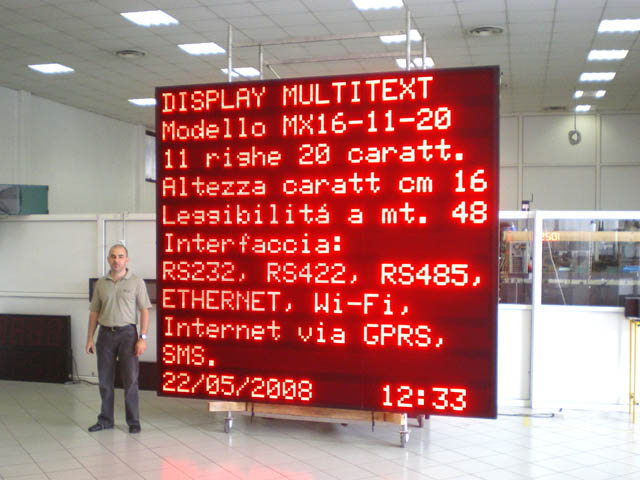 DISPLAY MULTITEXT
Modello MX16-11-20
11 righe 20 caratt.
Altezza caratt cm 16
Leggibilitá a mt. 48
Interfaccia:
RS232, RS422, RS485,
ETHERNET, Wi-Fi,
Internet via GPRS,
SMS.
22/05/2008 12:33